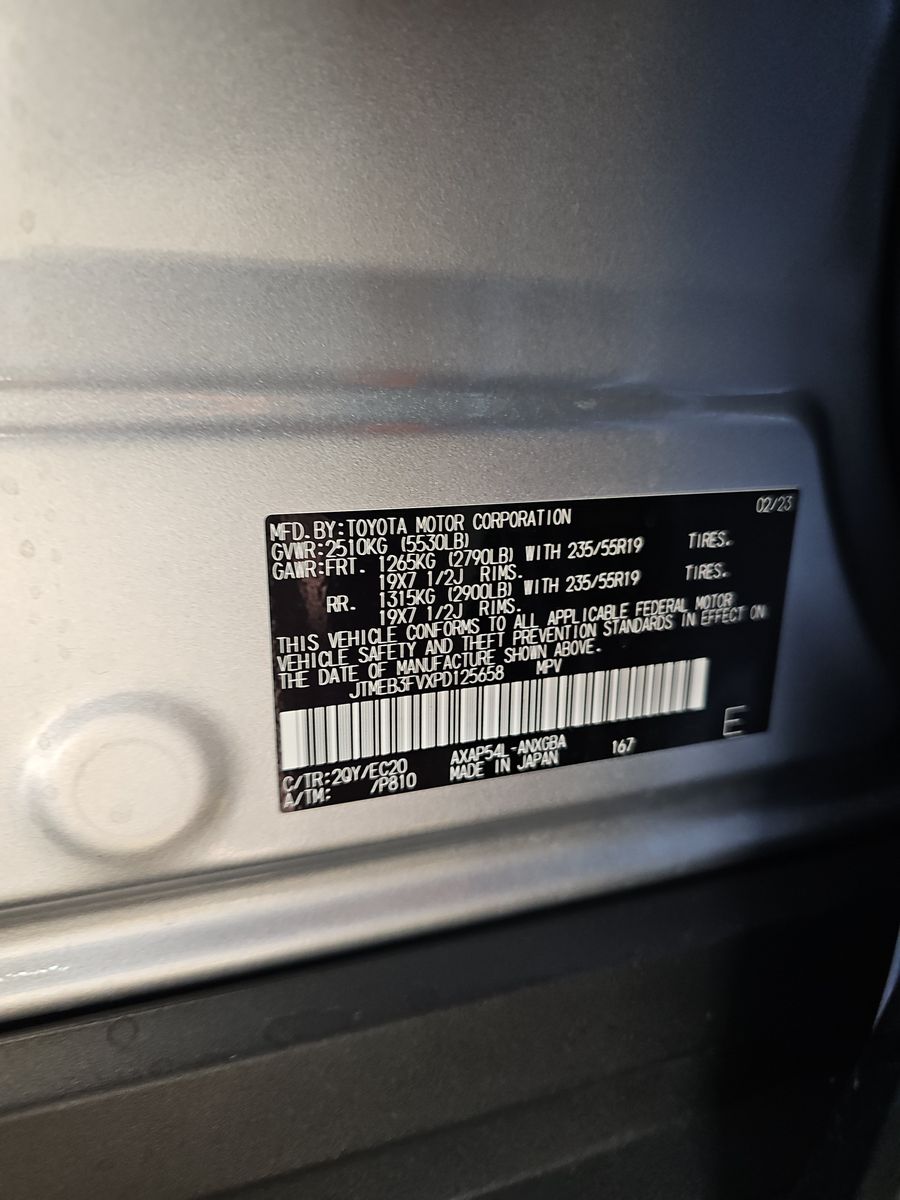 02/23
MFD. BY:TOYOTA MOTOR CORPORATION
GVWR:2510KG (5530LB)
GAWR:FRT. 1265KG (2790LB) WITH 235/55R19 TIRES.
19X7 1/2J RIMS.
RR. 1315KG (2900LB) WITH 235/55R19 TIRES.
19X7 1/2J RIMS.
THIS VEHICLE CONFORMS TO ALL APPLICABLE FEDERAL MOTOR
VEHICLE SAFETY AND THEFT PREVENTION STANDARDS IN EFFECT ON
THE DATE OF MANUFACTURE SHOWN ABOVE.
JTMEB3FVXPD125658 MPV
E
C/TR:2QY/EC20 AXAP54L-ANXGBA 167
A/TM: /P810 MADE IN JAPAN